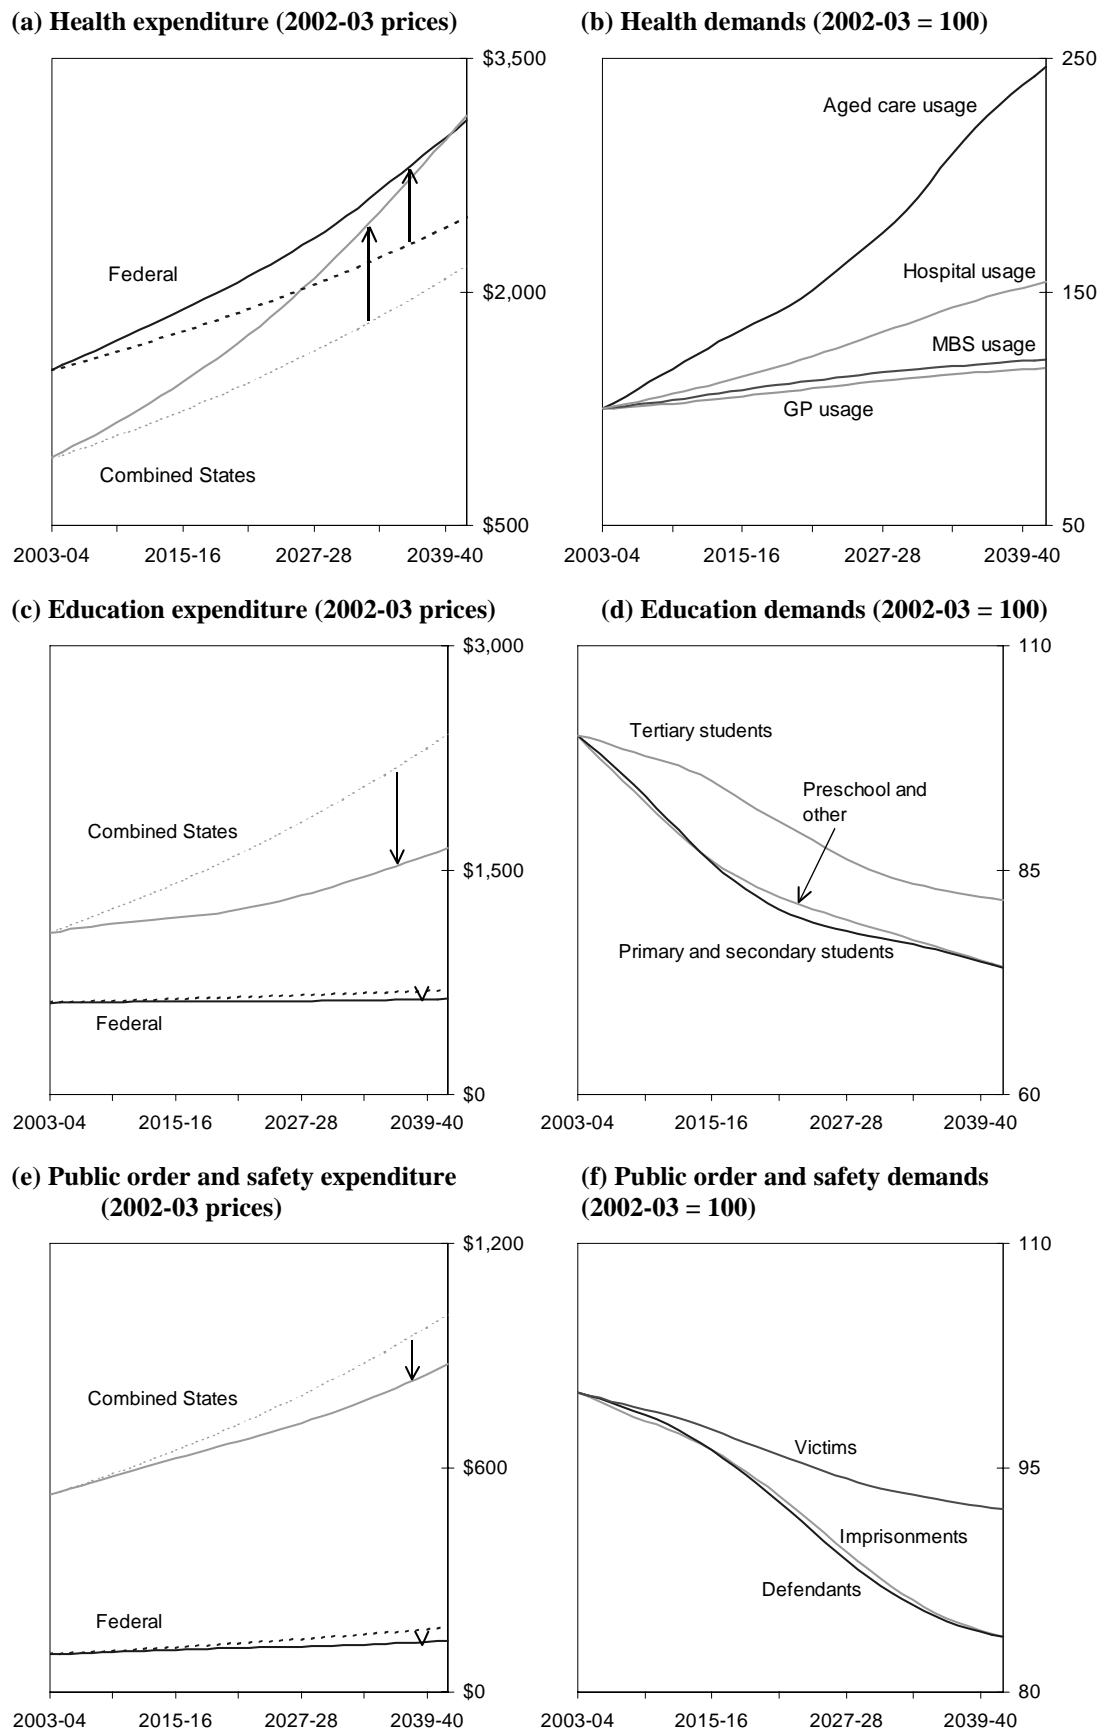 (a) Health expenditure (2002-03 prices)
$3,500
Federal
$2,000
Combined States
$500
2003-04 2015-16 2027-28 2039-40
(b) Health demands (2002-03 = 100)
250
Aged care usage
Hospital usage
150
MBS usage
GP usage
50
2003-04 2015-16 2027-28 2039-40
(c) Education expenditure (2002-03 prices)
$3,000
Combined States
$1,500
Federal
$0
2003-04 2015-16 2027-28 2039-40
(d) Education demands (2002-03 = 100)
110
Tertiary students
Preschool and
other
85
Primary and secondary students
60
2003-04 2015-16 2027-28 2039-40
(e) Public order and safety expenditure
(2002-03 prices)
$1,200
Combined States
$600
Federal
$0
2003-04 2015-16 2027-28 2039-40
(f) Public order and safety demands
(2002-03 = 100)
110
Victims
95
Imprisonments
Defendants
80
2003-04 2015-16 2027-28 2039-40